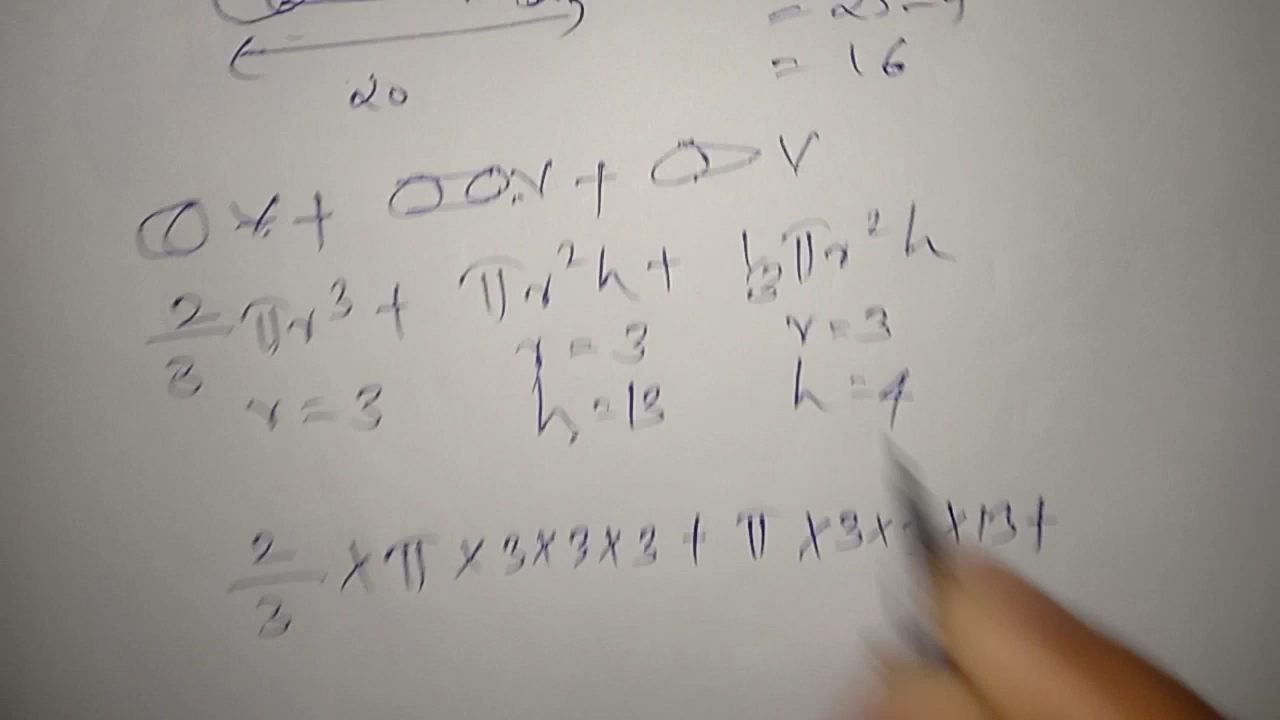 20
= 16
V + V + V
2/3 πr³ + πr²h + 1/3 πr²h
r = 3 r = 3 r = 3
h = 13 h = 4
2/3 × π × 3 × 3 × 3 + π × 3 × × 13 +